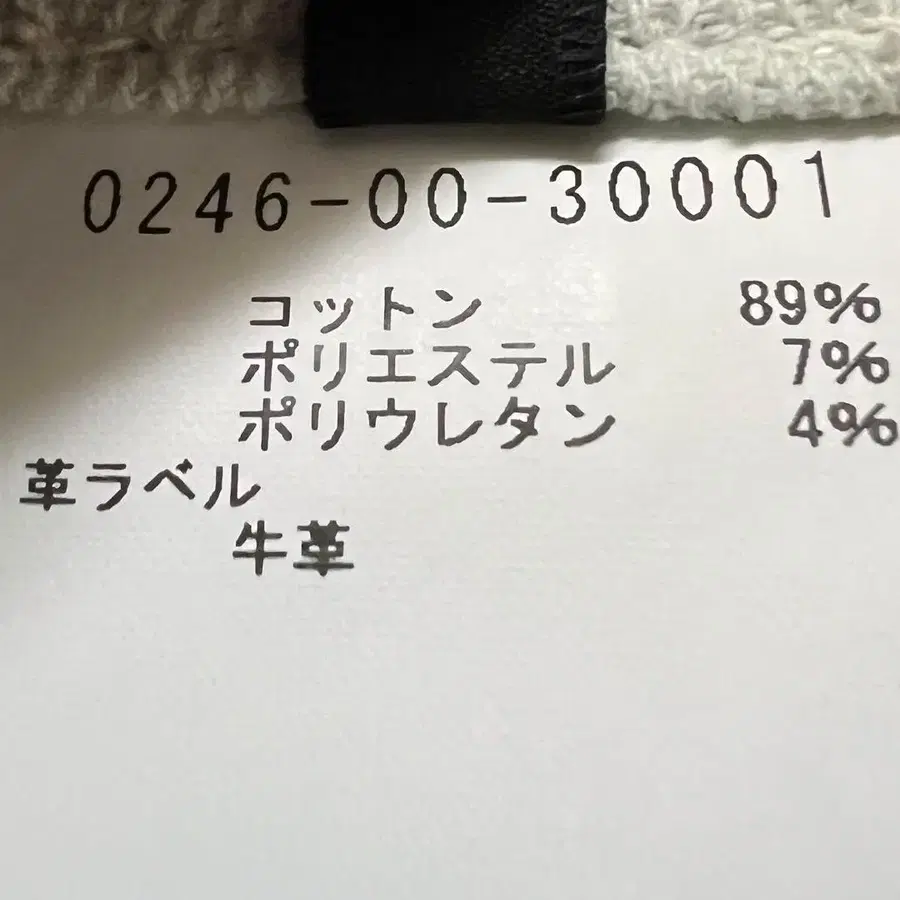 0246-00-30001
コットン 89%
ポリエステル 7%
ポリウレタン 4%
革ラベル
牛革